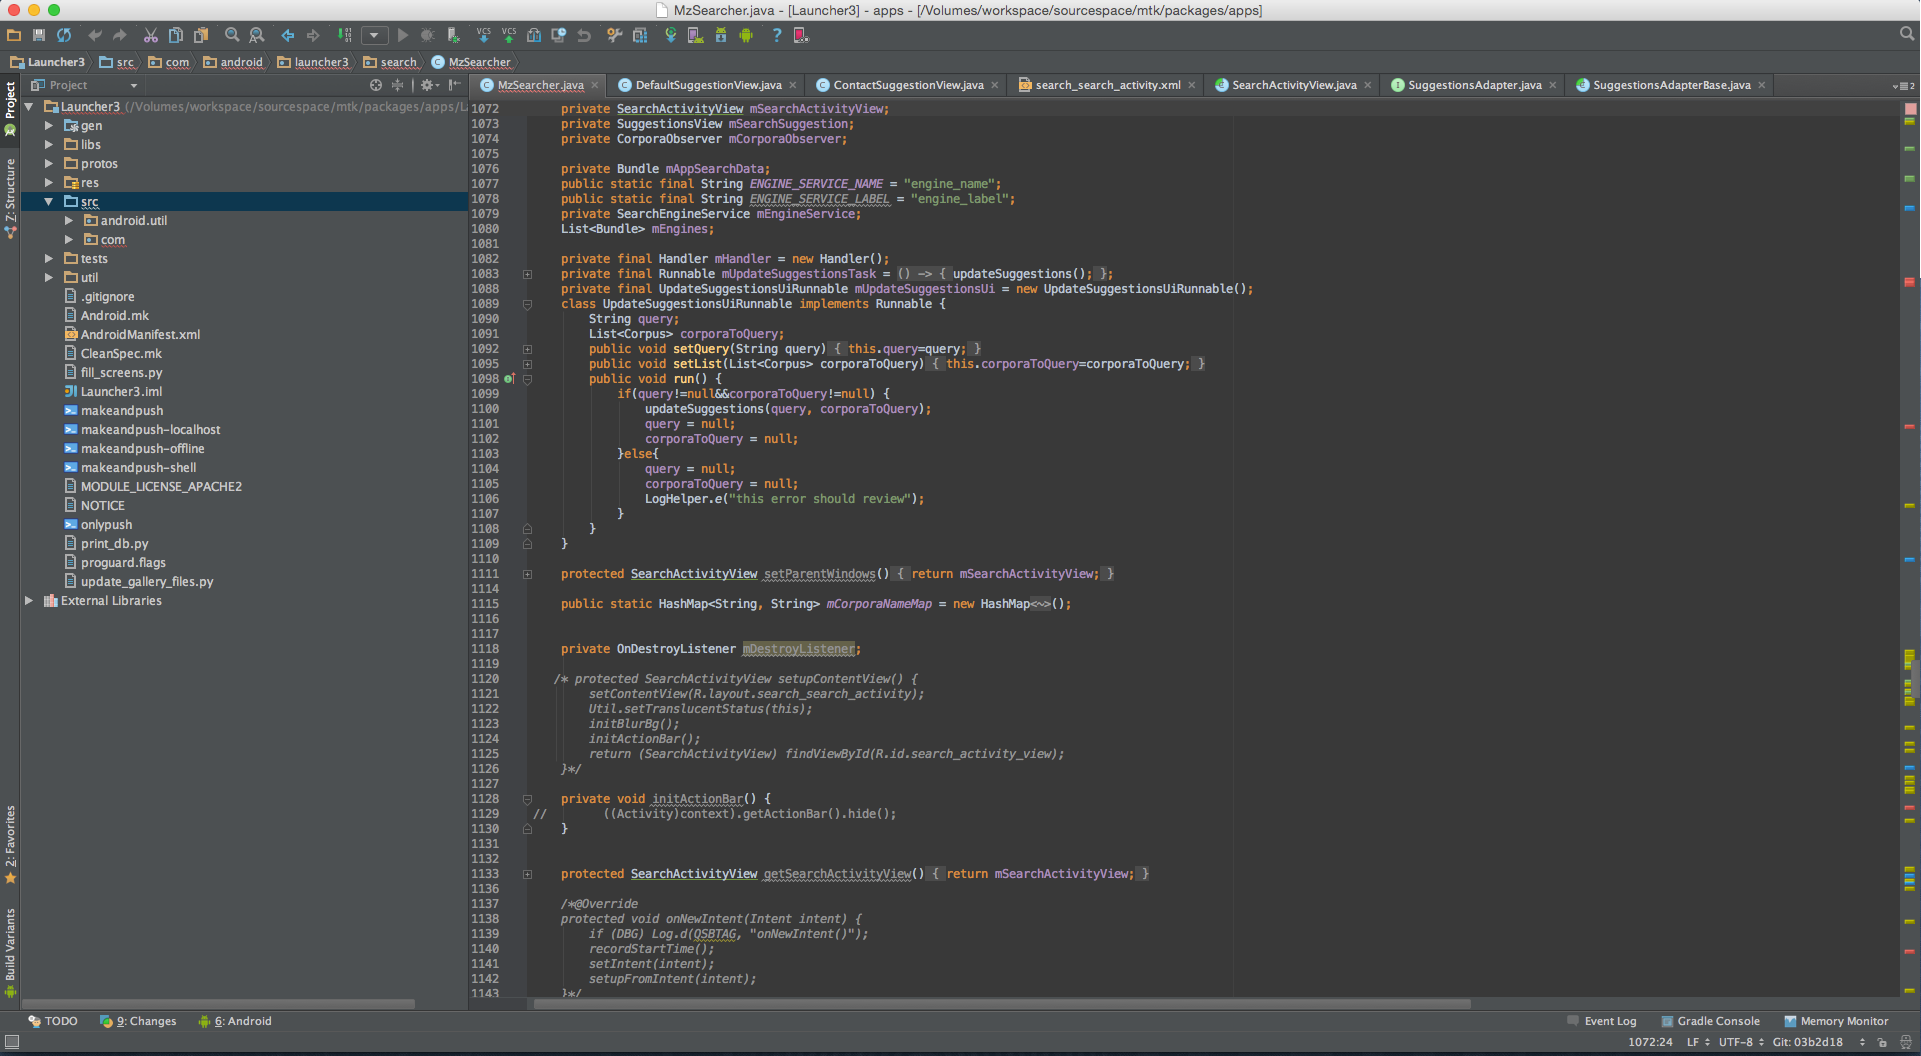 MzSearcher.java - [Launcher3] - apps - [/Volumes/workspace/sourcespace/mtk/packages/apps]
Launcher3 src com android launcher3 search MzSearcher
Project
MzSearcher.java DefaultSuggestionView.java ContactSuggestionView.java search_search_activity.xml SearchActivityView.java SuggestionsAdapter.java SuggestionsAdapterBase.java
1: Project
Z: Structure
2: Favorites
Build Variants
Launcher3 (/Volumes/workspace/sourcespace/mtk/packages/apps/La
gen
libs
protos
res
src
android.util
com
tests
util
.gitignore
Android.mk
AndroidManifest.xml
CleanSpec.mk
fill_screens.py
Launcher3.iml
makeandpush
makeandpush-localhost
makeandpush-offline
makeandpush-shell
MODULE_LICENSE_APACHE2
NOTICE
onlypush
print_db.py
proguard.flags
update_gallery_files.py
External Libraries
1072 private SearchActivityView mSearchActivityView;
1073 private SuggestionsView mSearchSuggestion;
1074 private CorporaObserver mCorporaObserver;
1075
1076 private Bundle mAppSearchData;
1077 public static final String ENGINE_SERVICE_NAME = "engine_name";
1078 public static final String ENGINE_SERVICE_LABEL = "engine_label";
1079 private SearchEngineService mEngineService;
1080 List<Bundle> mEngines;
1081
1082 private final Handler mHandler = new Handler();
1083 private final Runnable mUpdateSuggestionsTask = () -> { updateSuggestions(); };
1088 private final UpdateSuggestionsUiRunnable mUpdateSuggestionsUi = new UpdateSuggestionsUiRunnable();
1089 class UpdateSuggestionsUiRunnable implements Runnable {
1090 String query;
1091 List<Corpus> corporaToQuery;
1092 public void setQuery(String query) { this.query=query; }
1095 public void setList(List<Corpus> corporaToQuery) { this.corporaToQuery=corporaToQuery; }
1098 public void run() {
1099 if(query!=null&&corporaToQuery!=null) {
1100 updateSuggestions(query, corporaToQuery);
1101 query = null;
1102 corporaToQuery = null;
1103 }else{
1104 query = null;
1105 corporaToQuery = null;
1106 LogHelper.e("this error should review");
1107 }
1108 }
1109 }
1110
1111 protected SearchActivityView setParentWindows() { return mSearchActivityView; }
1114
1115 public static HashMap<String, String> mCorporaNameMap = new HashMap<~>();
1116
1117
1118 private OnDestroyListener mDestroyListener;
1119
1120 /* protected SearchActivityView setupContentView() {
1121 setContentView(R.layout.search_search_activity);
1122 Util.setTranslucentStatus(this);
1123 initBlurBg();
1124 initActionBar();
1125 return (SearchActivityView) findViewById(R.id.search_activity_view);
1126 }*/
1127
1128 private void initActionBar() {
1129 // ((Activity)context).getActionBar().hide();
1130 }
1131
1132
1133 protected SearchActivityView getSearchActivityView() { return mSearchActivityView; }
1136
1137 /*@Override
1138 protected void onNewIntent(Intent intent) {
1139 if (DBG) Log.d(QSBTAG, "onNewIntent()");
1140 recordStartTime();
1141 setIntent(intent);
1142 setupFromIntent(intent);
1143 }*/
TODO 9: Changes 6: Android Event Log Gradle Console Memory Monitor
1072:24 LF UTF-8 Git: 03b2d18